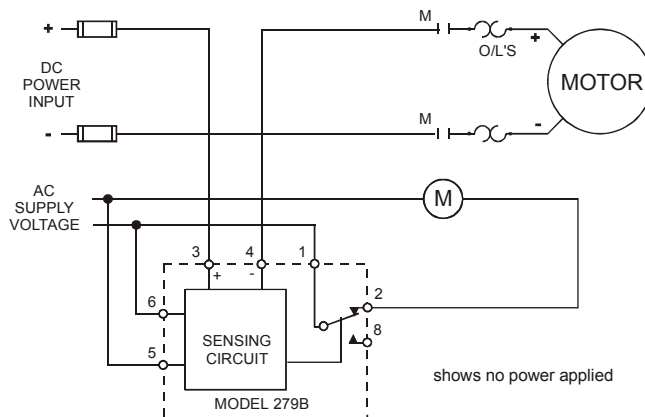 +
M
O/L'S
+
DC
POWER
INPUT
MOTOR
-
M
-
AC
SUPPLY
VOLTAGE
M
3
4
1
+
-
2
6
8
5
SENSING
CIRCUIT
MODEL 279B
shows no power applied